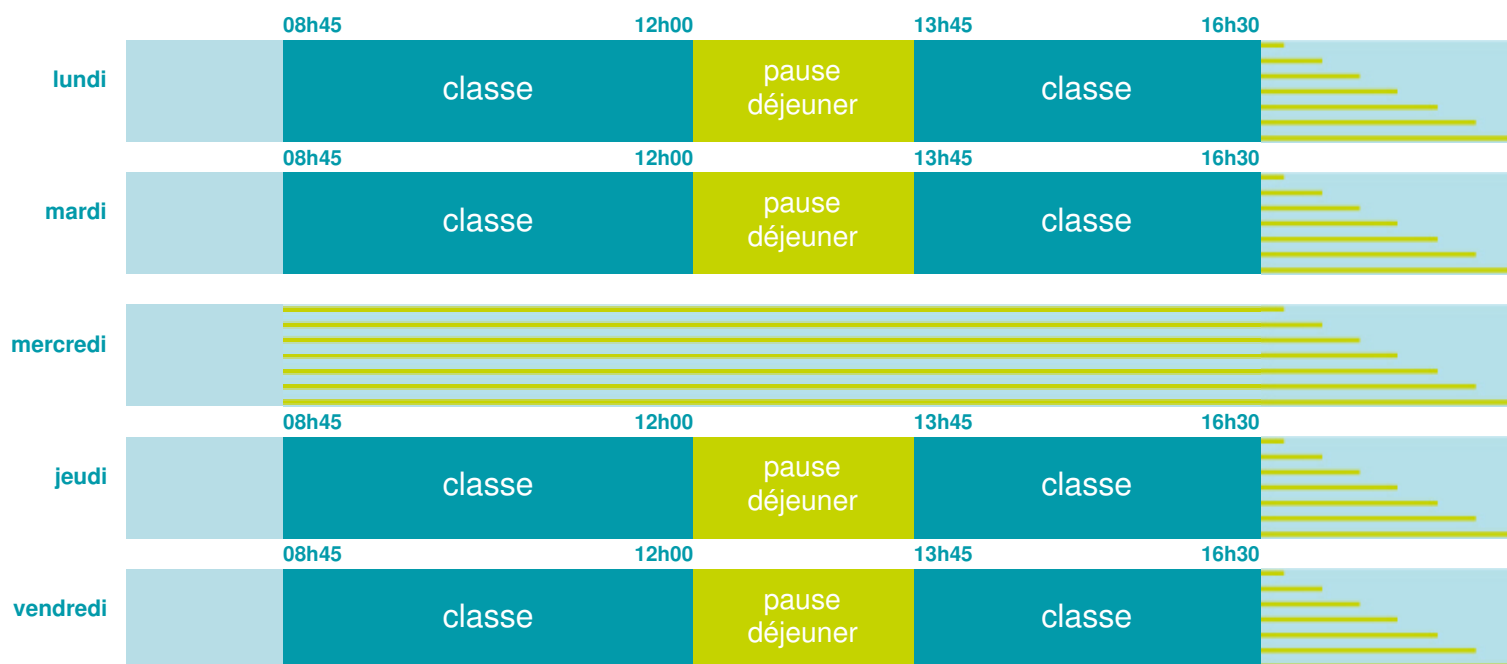 08h45 12h00 13h45 16h30
lundi classe pause déjeuner classe
08h45 12h00 13h45 16h30
mardi classe pause déjeuner classe
mercredi
08h45 12h00 13h45 16h30
jeudi classe pause déjeuner classe
08h45 12h00 13h45 16h30
vendredi classe pause déjeuner classe